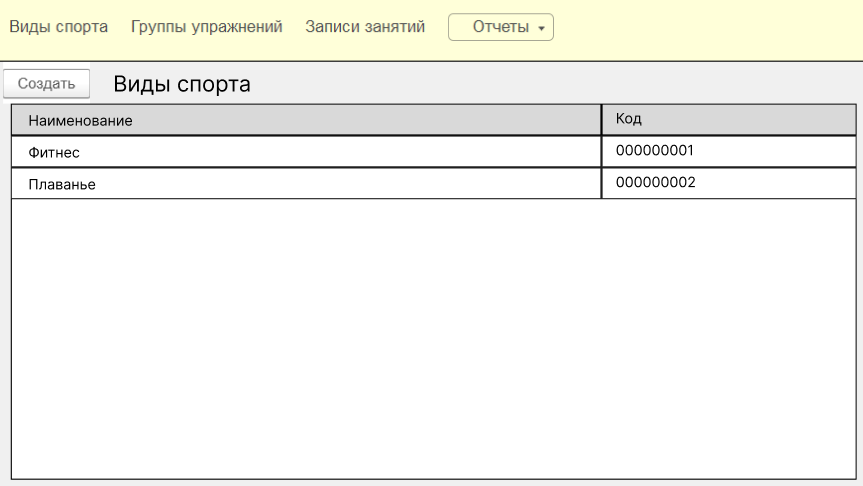 Виды спорта Группы упражнений Записи занятий Отчеты
Создать Виды спорта
Наименование Код
Фитнес 000000001
Плаванье 000000002